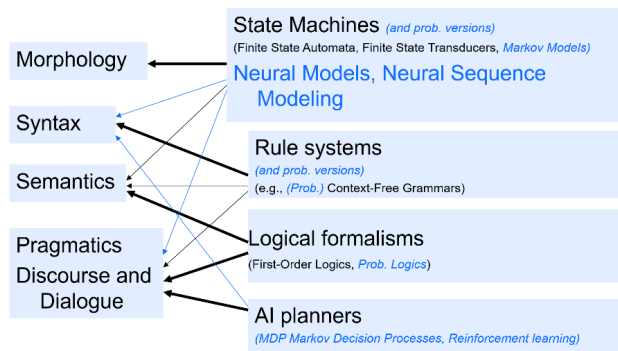 Morphology
Syntax
Semantics
Pragmatics
Discourse and
Dialogue
State Machines (and prob. versions)
(Finite State Automata, Finite State Transducers, Markov Models)
Neural Models, Neural Sequence
Modeling
Rule systems
(and prob. versions)
(e.g., (Prob.) Context-Free Grammars)
Logical formalisms
(First-Order Logics, Prob. Logics)
AI planners
(MDP Markov Decision Processes, Reinforcement learning)